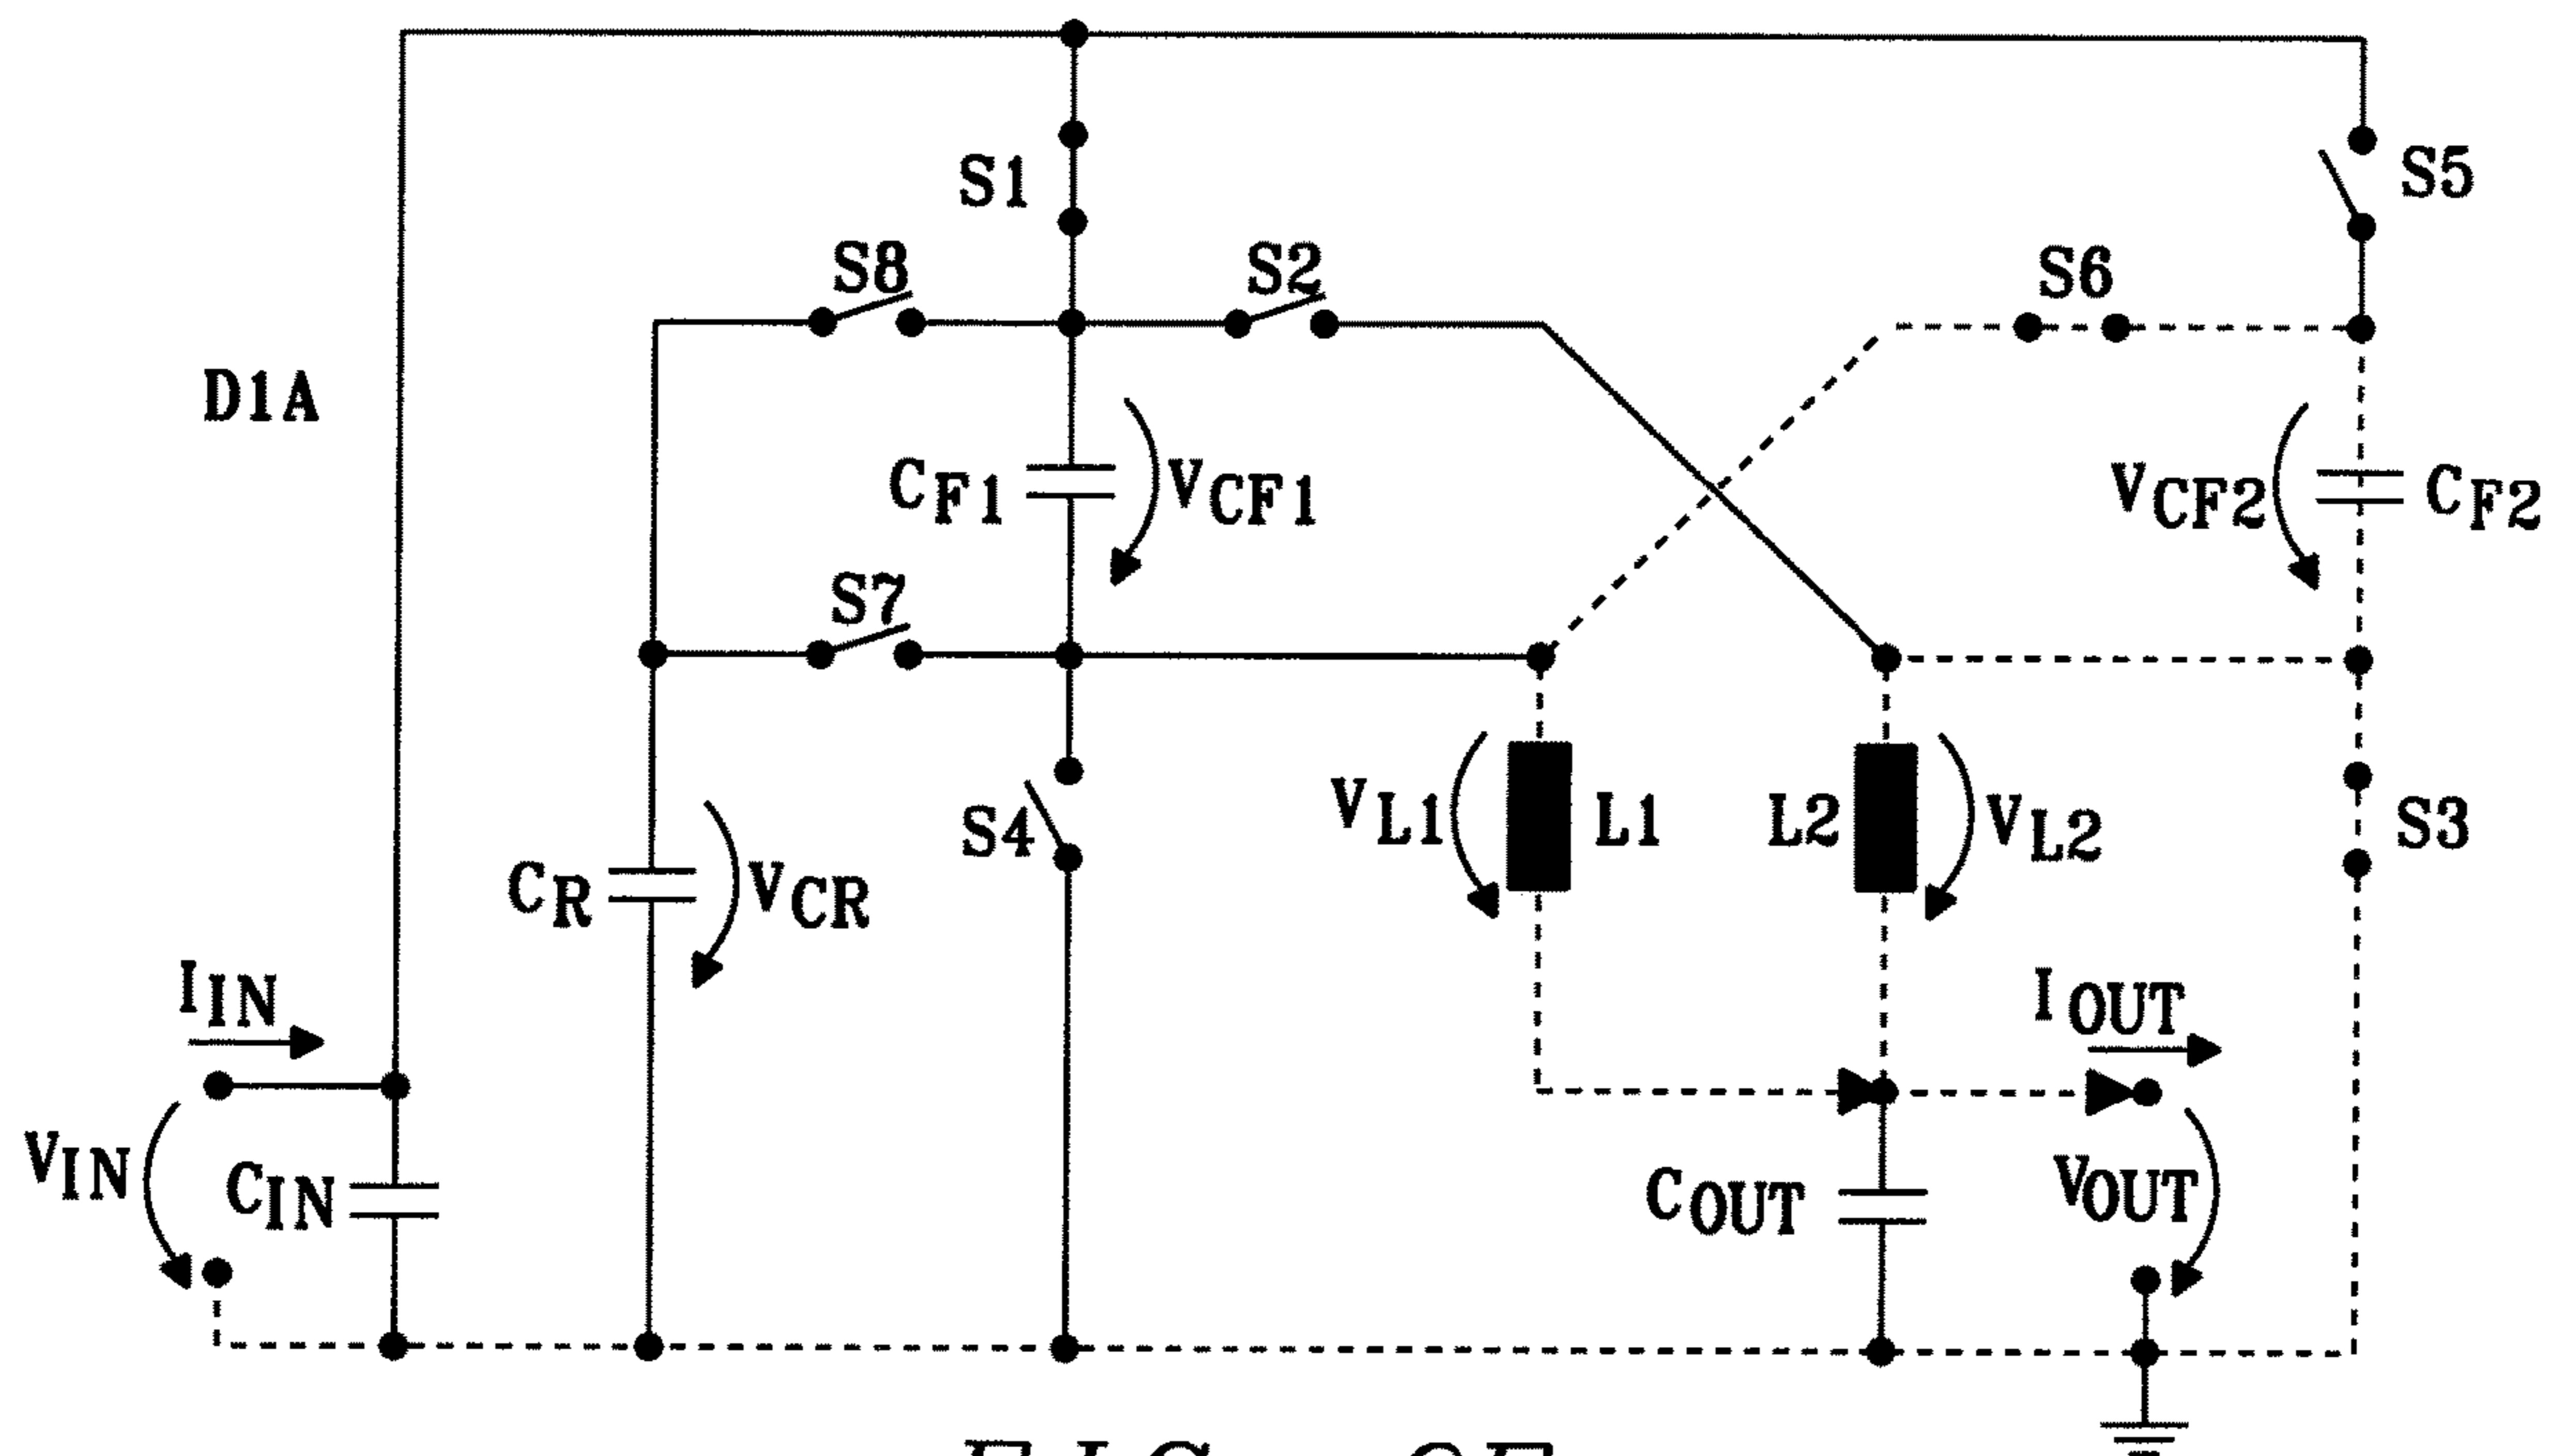 S1
S5
S8
S2
S6
D1A
CF1
VCF1
VCF2
CF2
S7
S4
VL1
L1
L2
VL2
S3
CR
VCR
IIN
IOUT
VIN
CIN
COUT
VOUT